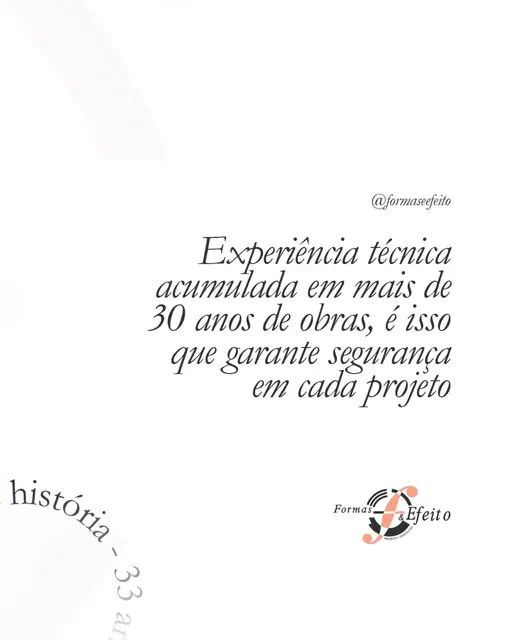 @formaseefeito
Experiência técnica
acumulada em mais de
30 anos de obras, é isso
que garante segurança
em cada projeto
história - 33 an
Formas
&Efeito